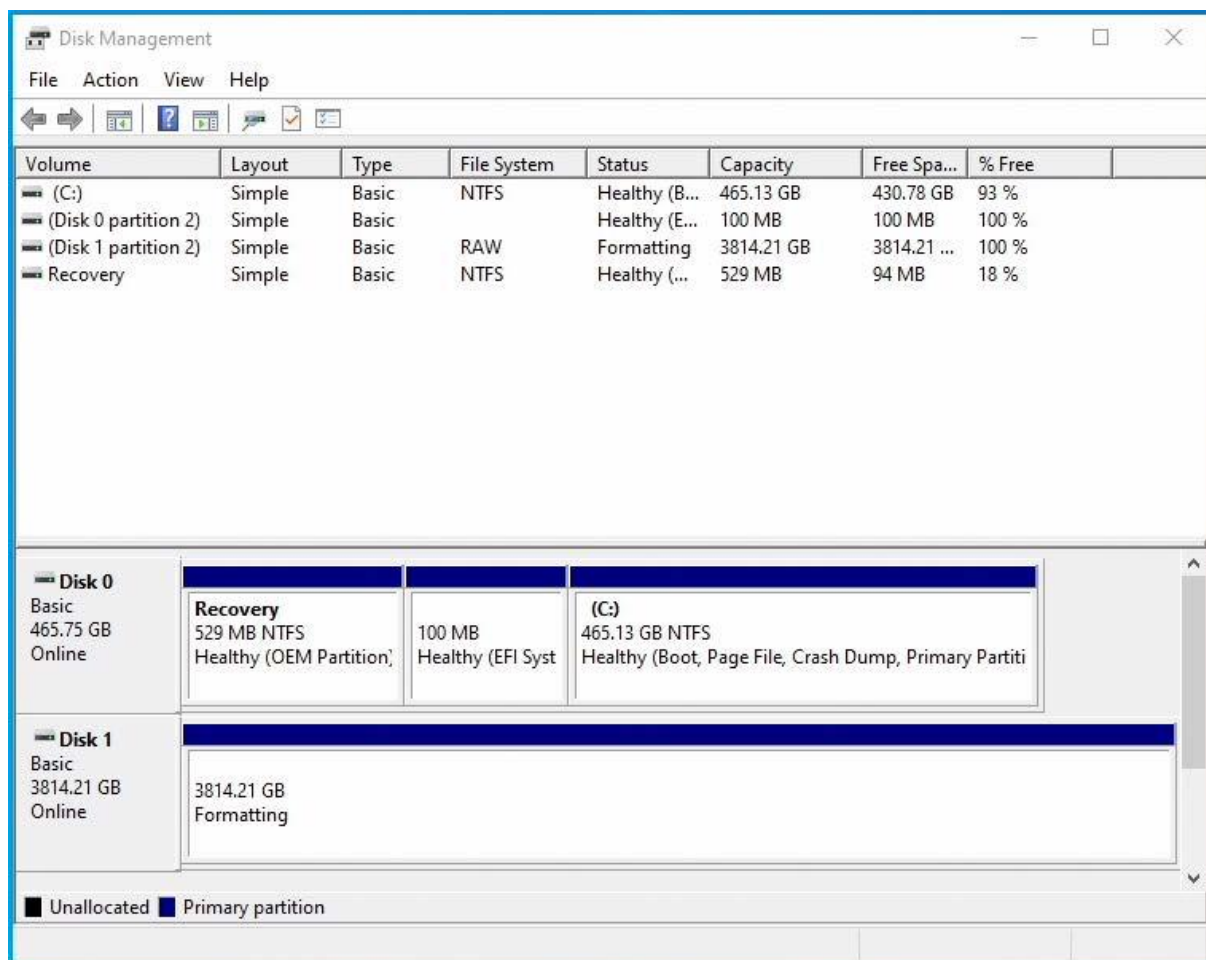 Disk Management
File Action View Help
Volume Layout Type File System Status Capacity Free Spa... % Free
(C:) Simple Basic NTFS Healthy (B... 465.13 GB 430.78 GB 93 %
(Disk 0 partition 2) Simple Basic Healthy (E... 100 MB 100 MB 100 %
(Disk 1 partition 2) Simple Basic RAW Formatting 3814.21 GB 3814.21 ... 100 %
Recovery Simple Basic NTFS Healthy (... 529 MB 94 MB 18 %
Disk 0
Basic
465.75 GB
Online
Recovery
529 MB NTFS
Healthy (OEM Partition)
100 MB
Healthy (EFI Syst
(C:)
465.13 GB NTFS
Healthy (Boot, Page File, Crash Dump, Primary Partiti
Disk 1
Basic
3814.21 GB
Online
3814.21 GB
Formatting
Unallocated Primary partition